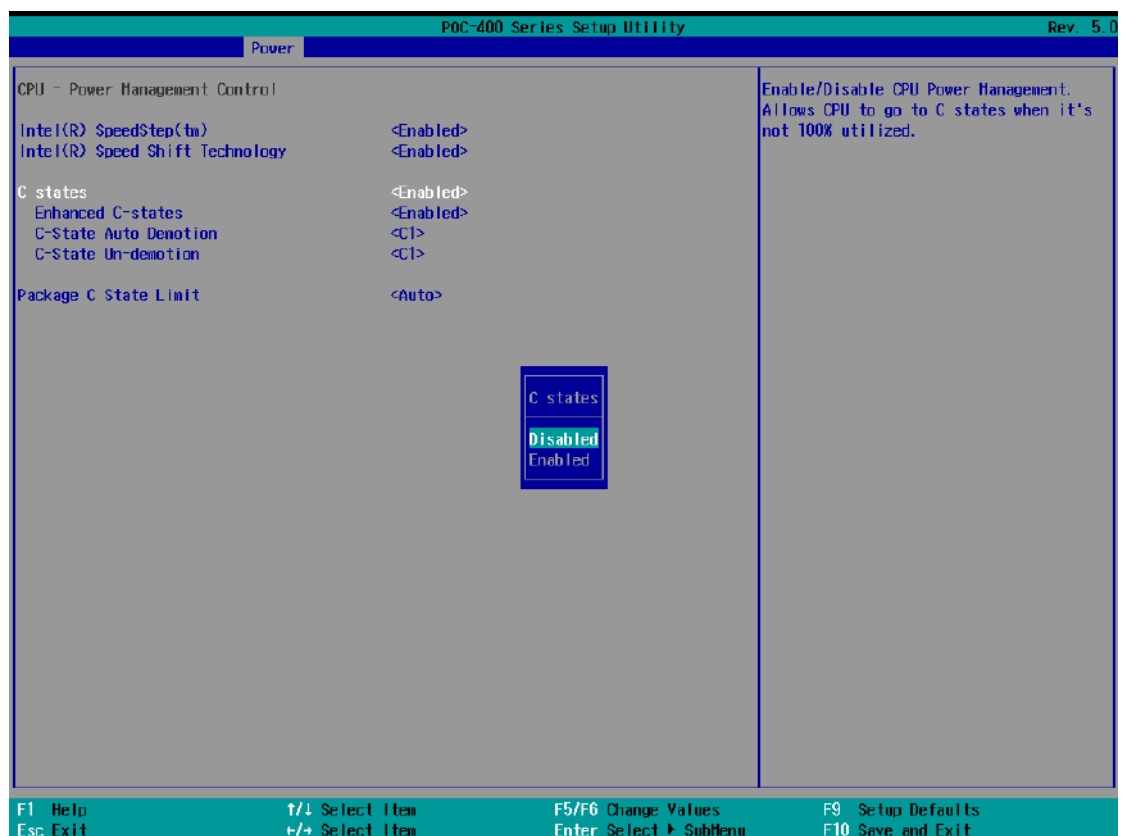 POC-400 Series Setup Utility Rev. 5.0
Power
CPU - Power Management Control
Intel(R) SpeedStep(tm) <Enabled>
Intel(R) Speed Shift Technology <Enabled>
C states <Enabled>
Enhanced C-states <Enabled>
C-State Auto Demotion <C1>
C-State Un-demotion <C1>
Package C State Limit <Auto>
Enable/Disable CPU Power Management.
Allows CPU to go to C states when it's
not 100% utilized.
C states
Disabled
Enabled
F1 Help ↑/↓ Select Item F5/F6 Change Values F9 Setup Defaults
Esc Exit ←/→ Select Item Enter Select ▶ SubMenu F10 Save and Exit